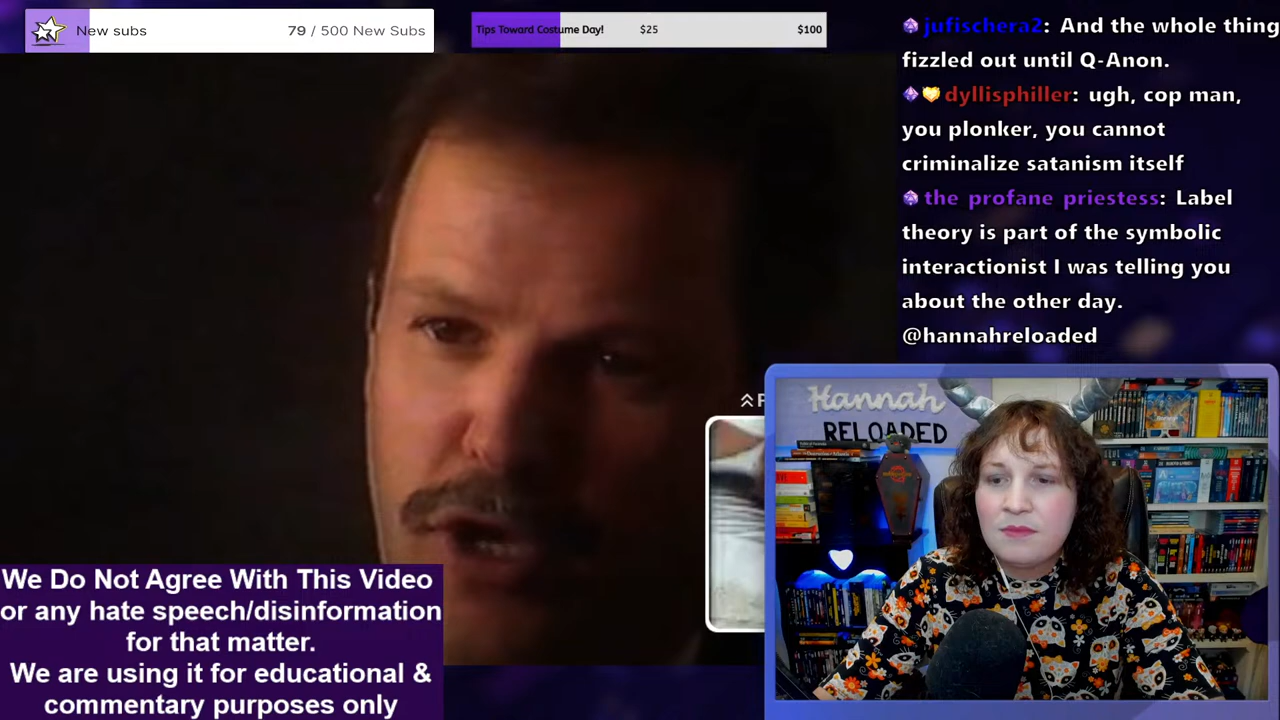 New subs
79 / 500 New Subs
Tips Toward Costume Day!
$25
$100
jufischera2: And the whole thing
fizzled out until Q-Anon.
dyllisphiller: ugh, cop man,
you plonker, you cannot
criminalize satanism itself
the profane priestess: Label
theory is part of the symbolic
interactionist I was telling you
about the other day.
@hannahreloaded
Hannah
RELOADED
We Do Not Agree With This Video
or any hate speech/disinformation
for that matter.
We are using it for educational &
commentary purposes only